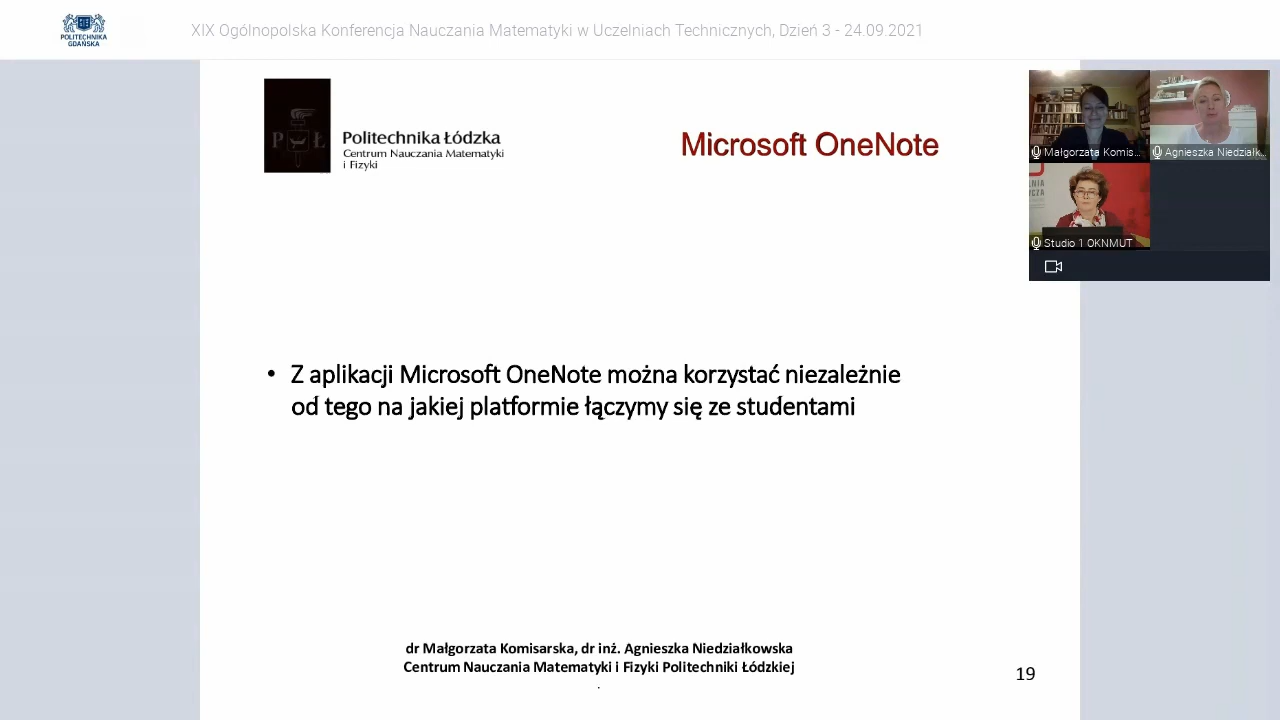 POLITECHNIKA
GDAŃSKA
XIX Ogólnopolska Konferencja Nauczania Matematyki w Uczelniach Technicznych, Dzień 3 - 24.09.2021
P Ł
Politechnika Łódzka
Centrum Nauczania Matematyki
i Fizyki
Microsoft OneNote
Małgorzata Komis...
Agnieszka Niedziałk...
Studio 1 OKNMUT
• Z aplikacji Microsoft OneNote można korzystać niezależnie
od tego na jakiej platformie łączymy się ze studentami
dr Małgorzata Komisarska, dr inż. Agnieszka Niedziałkowska
Centrum Nauczania Matematyki i Fizyki Politechniki Łódzkiej
.
19